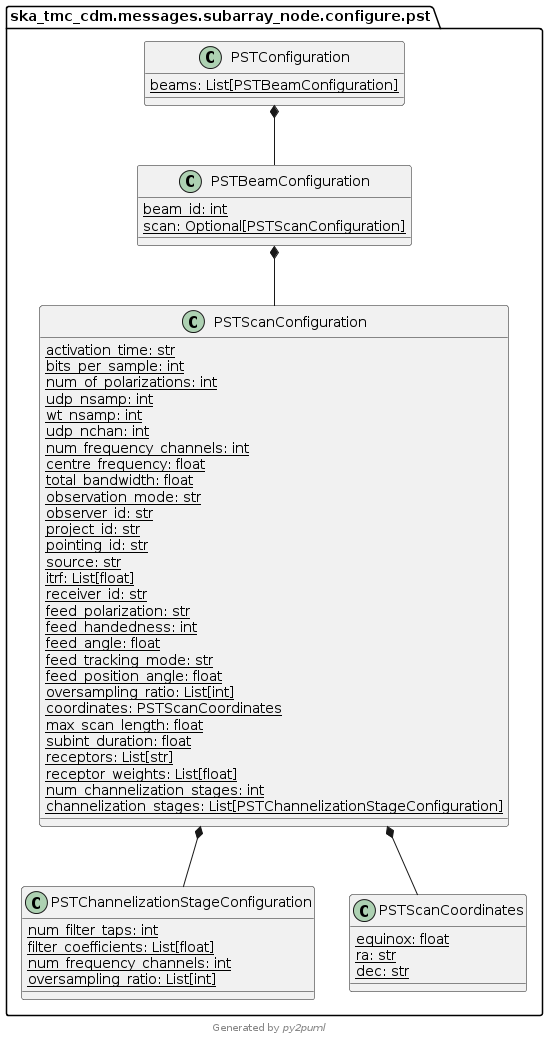 ska_tmc_cdm.messages.subarray_node.configure.pst
C PSTConfiguration
beams: List[PSTBeamConfiguration]
C PSTBeamConfiguration
beam_id: int
scan: Optional[PSTScanConfiguration]
C PSTScanConfiguration
activation_time: str
bits_per_sample: int
num_of_polarizations: int
udp_nsamp: int
wt_nsamp: int
udp_nchan: int
num_frequency_channels: int
centre_frequency: float
total_bandwidth: float
observation_mode: str
observer_id: str
project_id: str
pointing_id: str
source: str
itrf: List[float]
receiver_id: str
feed_polarization: str
feed_handedness: int
feed_angle: float
feed_tracking_mode: str
feed_position_angle: float
oversampling_ratio: List[int]
coordinates: PSTScanCoordinates
max_scan_length: float
subint_duration: float
receptors: List[str]
receptor_weights: List[float]
num_channelization_stages: int
channelization_stages: List[PSTChannelizationStageConfiguration]
C PSTChannelizationStageConfiguration
num_filter_taps: int
filter_coefficients: List[float]
num_frequency_channels: int
oversampling_ratio: List[int]
C PSTScanCoordinates
equinox: float
ra: str
dec: str
Generated by py2puml